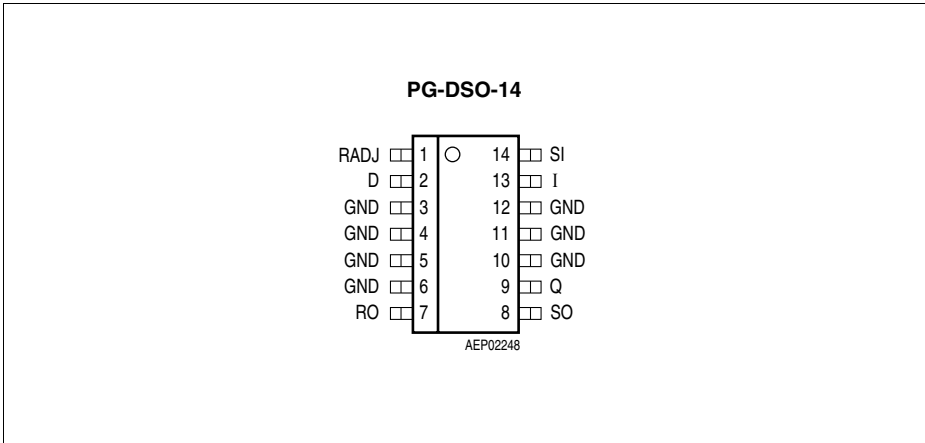 PG-DSO-14
RADJ 1 14 SI
D 2 13 I
GND 3 12 GND
GND 4 11 GND
GND 5 10 GND
GND 6 9 Q
RO 7 8 SO
AEP02248